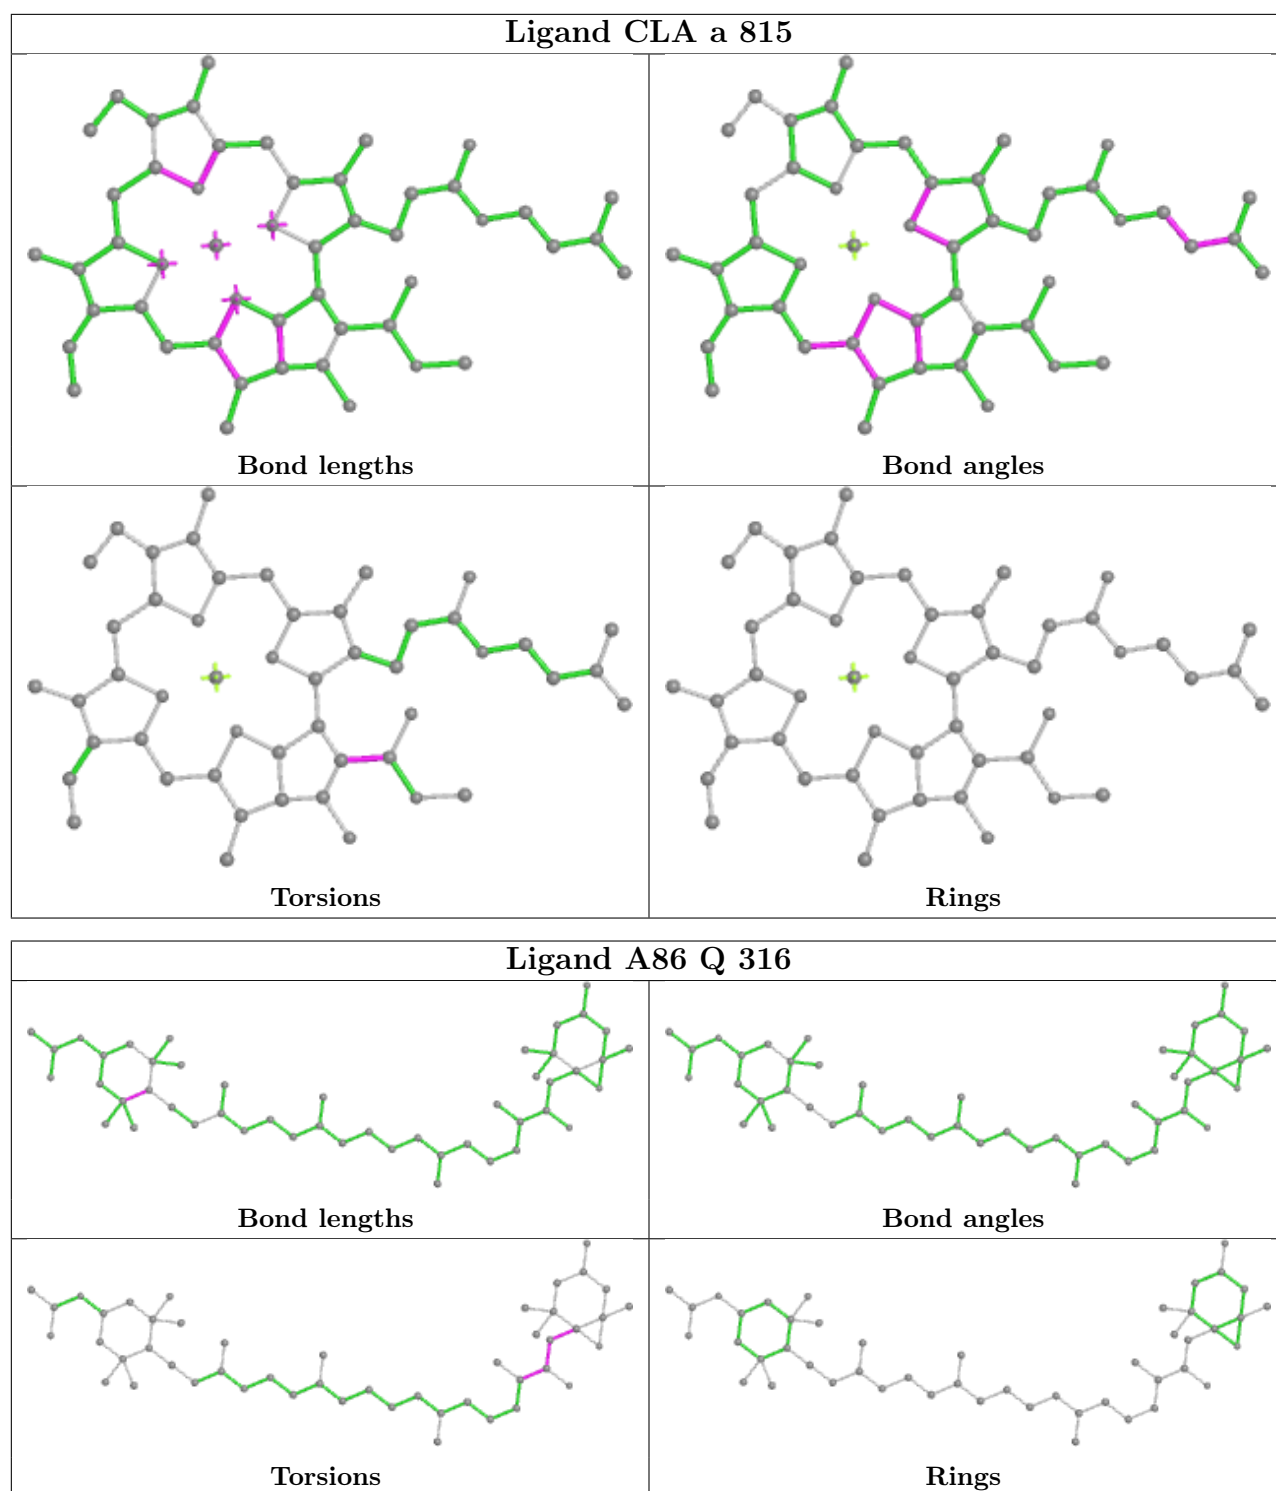 Ligand CLA a 815
Bond lengths
Bond angles
Torsions
Rings
Ligand A86 Q 316
Bond lengths
Bond angles
Torsions
Rings